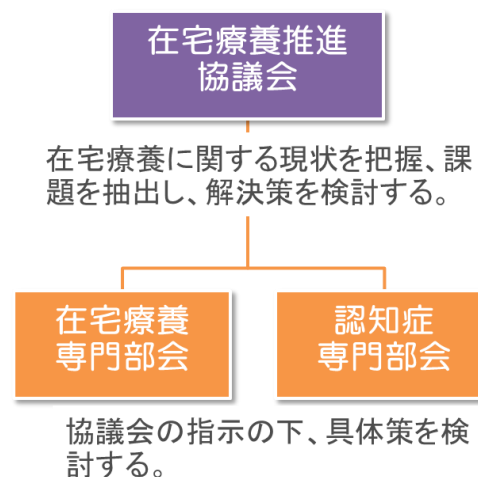 在宅療養推進
協議会
在宅療養に関する現状を把握、課
題を抽出し、解決策を検討する。
在宅療養
専門部会
認知症
専門部会
協議会の指示の下、具体策を検
討する。